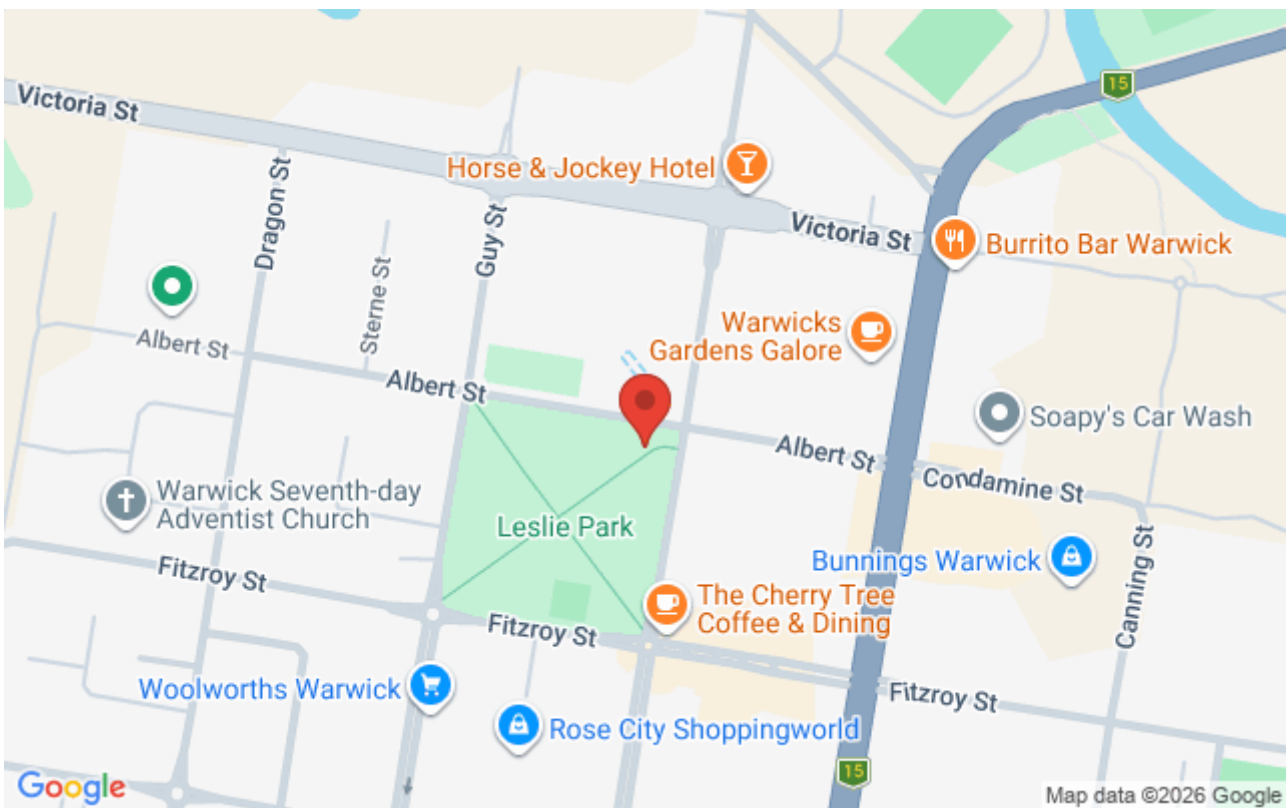 15
Victoria St
Horse & Jockey Hotel
Dragon St
Guy St
Victoria St
Burrito Bar Warwick
Sterne St
Albert St
Warwicks
Gardens Galore
Albert St
Soapy's Car Wash
Albert St
Condamine St
Warwick Seventh-day
Adventist Church
Leslie Park
Bunnings Warwick
Canning St
Fitzroy St
The Cherry Tree
Coffee & Dining
Fitzroy St
Woolworths Warwick
Fitzroy St
Rose City Shoppingworld
15
Google
Map data ©2026 Google